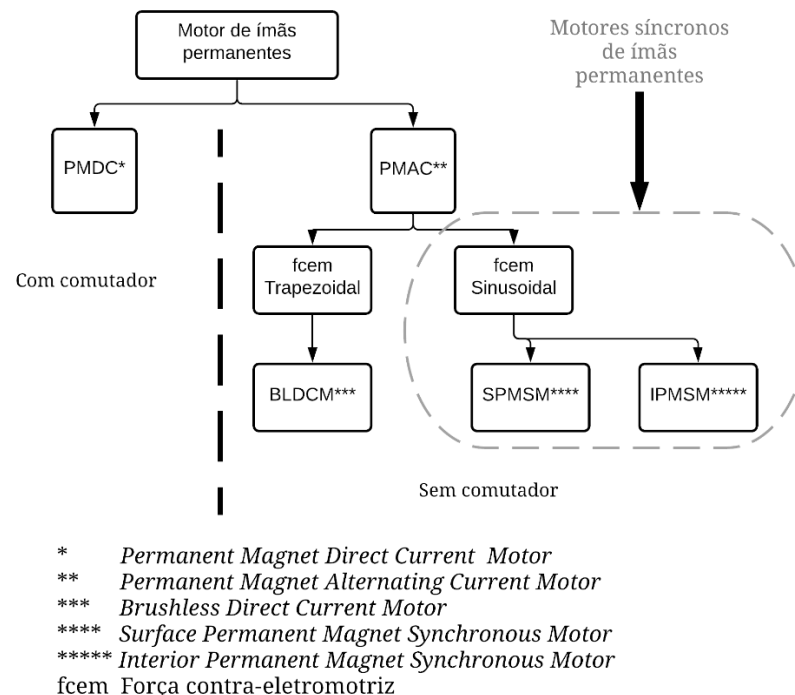 Motor de ímãs
permanentes
Motores síncronos
de ímãs
permanentes
PMDC*
PMAC**
Com comutador
fcem
Trapezoidal
fcem
Sinusoidal
BLDCM***
SPMSM****
IPMSM*****
Sem comutador
* Permanent Magnet Direct Current Motor
** Permanent Magnet Alternating Current Motor
*** Brushless Direct Current Motor
**** Surface Permanent Magnet Synchronous Motor
***** Interior Permanent Magnet Synchronous Motor
fcem Força contra-eletromotriz